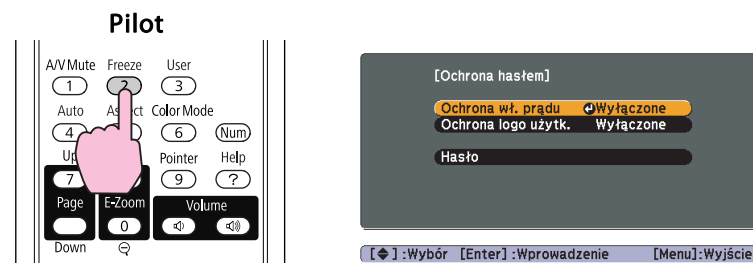 Pilot
A/V Mute Freeze User
1 2 3
Auto Aspect Color Mode
4 6 Num
Up Pointer Help
7 9 ?
Page E-Zoom Volume
0
Down
[Ochrona hasłem]
Ochrona wł. prądu Wyłączone
Ochrona logo użytk. Wyłączone
Hasło
[ ] :Wybór [Enter] :Wprowadzenie [Menu]:Wyjście